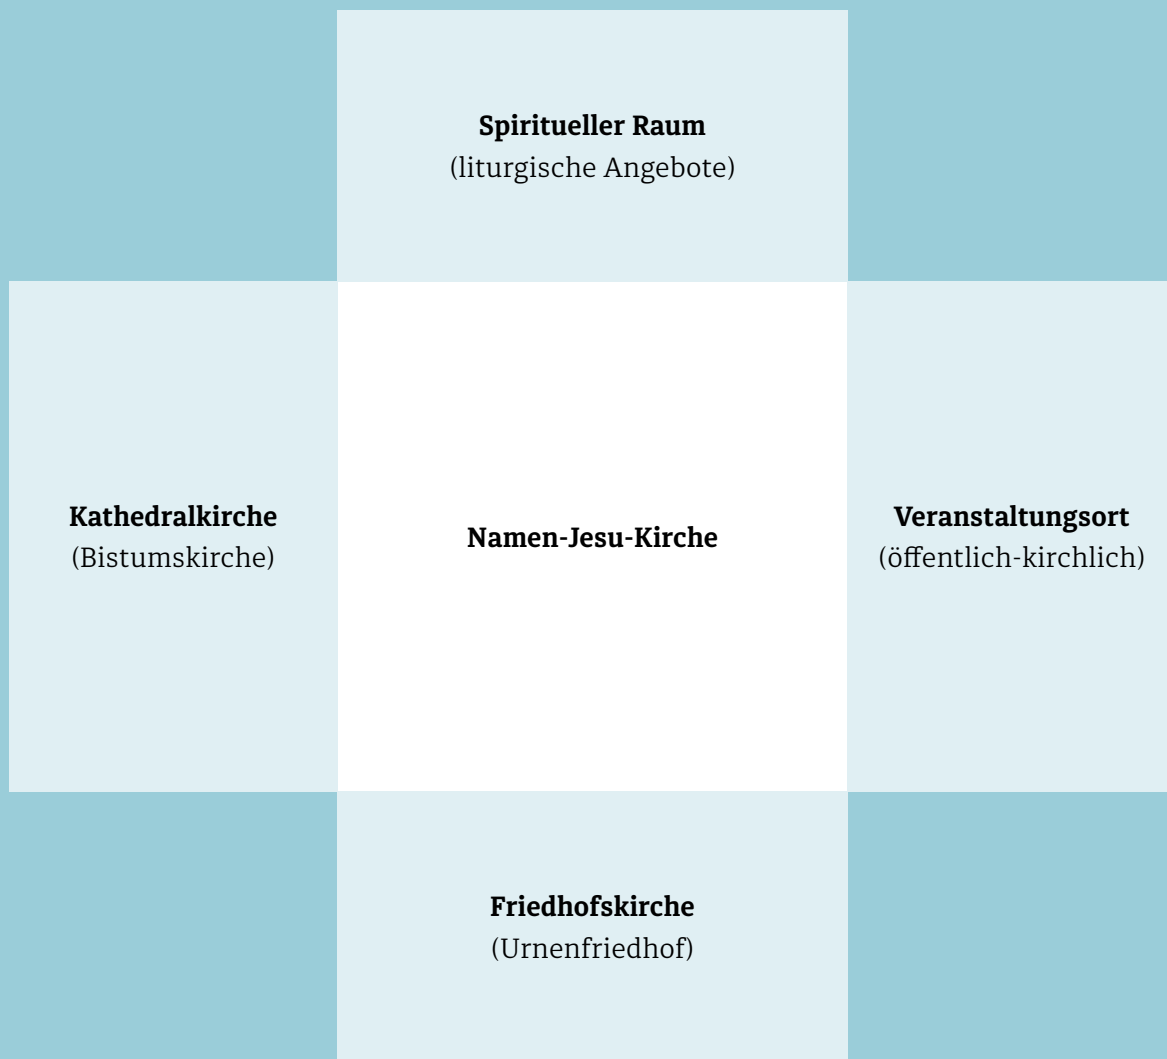 Spiritueller Raum
(liturgische Angebote)
Kathedralkirche
(Bistumskirche)
Namen-Jesu-Kirche
Veranstaltungsort
(öffentlich-kirchlich)
Friedhofskirche
(Urnenfriedhof)